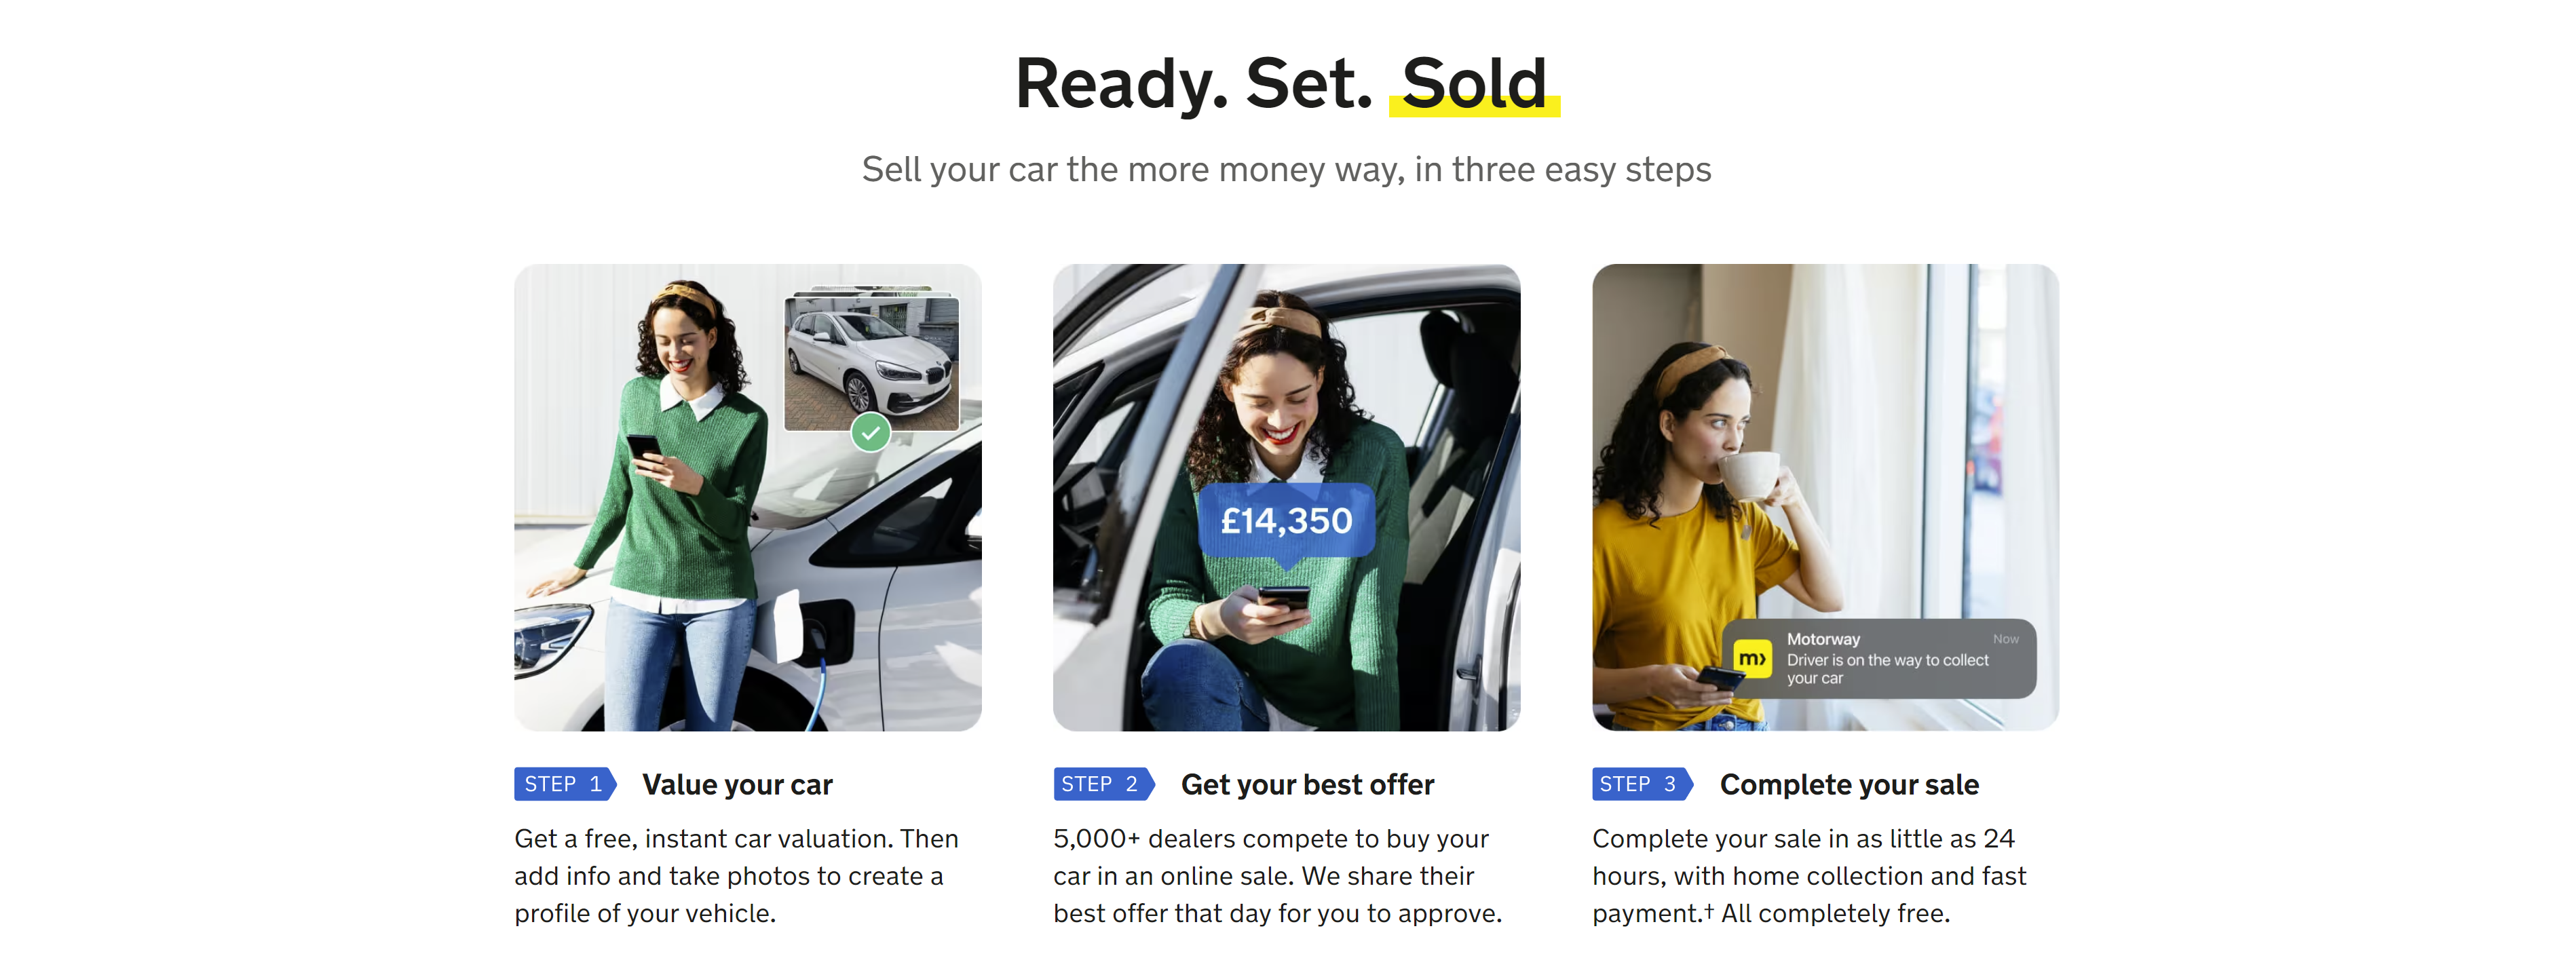 Ready. Set. Sold
Sell your car the more money way, in three easy steps
£14,350
m›
Motorway
Now
Driver is on the way to collect
your car
STEP 1
Value your car
Get a free, instant car valuation. Then
add info and take photos to create a
profile of your vehicle.
STEP 2
Get your best offer
5,000+ dealers compete to buy your
car in an online sale. We share their
best offer that day for you to approve.
STEP 3
Complete your sale
Complete your sale in as little as 24
hours, with home collection and fast
payment.† All completely free.